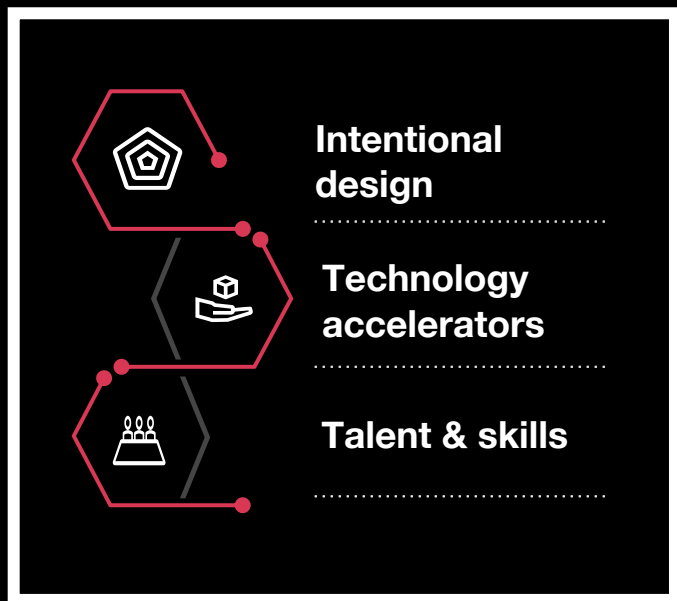 Intentional
design
Technology
accelerators
Talent & skills